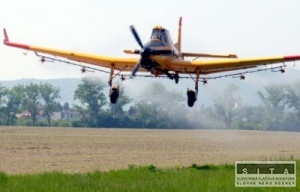 SITA
SLOVENSKÁ TLAČOVÁ AGENTÚRA
SLOVAK NEWS AGENCY